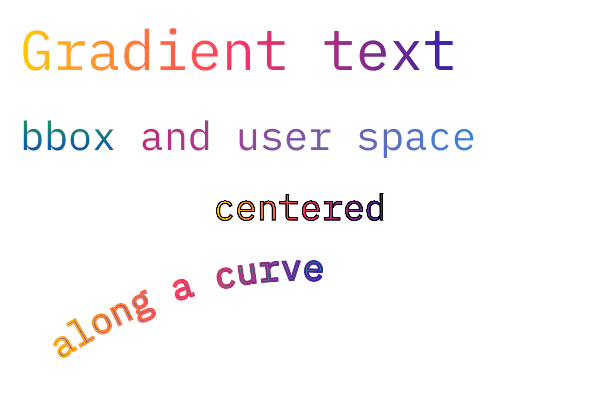 Gradient text
bbox and user space
centered
along a curve